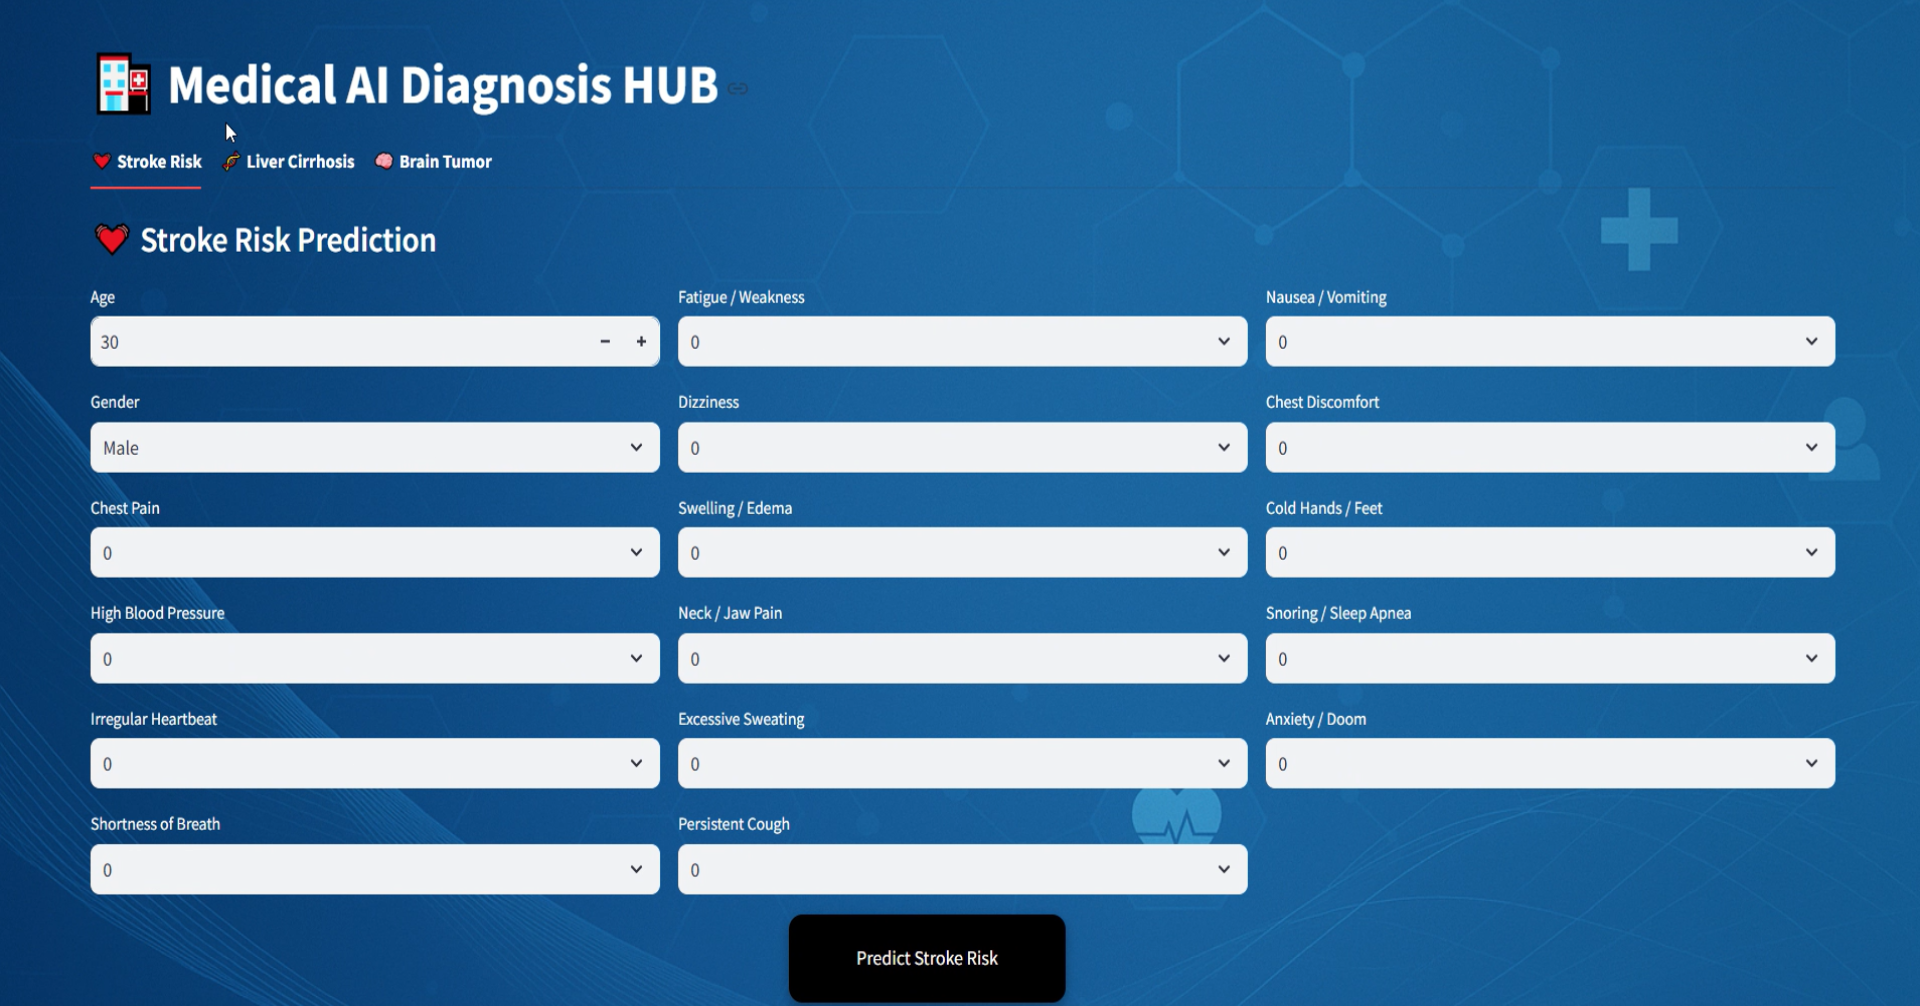 Medical AI Diagnosis HUB
Stroke Risk
Liver Cirrhosis
Brain Tumor
Stroke Risk Prediction
Age
30
Gender
Male
Chest Pain
0
High Blood Pressure
0
Irregular Heartbeat
0
Shortness of Breath
0
Fatigue / Weakness
0
Dizziness
0
Swelling / Edema
0
Neck / Jaw Pain
0
Excessive Sweating
0
Persistent Cough
0
Nausea / Vomiting
0
Chest Discomfort
0
Cold Hands / Feet
0
Snoring / Sleep Apnea
0
Anxiety / Doom
0
Predict Stroke Risk